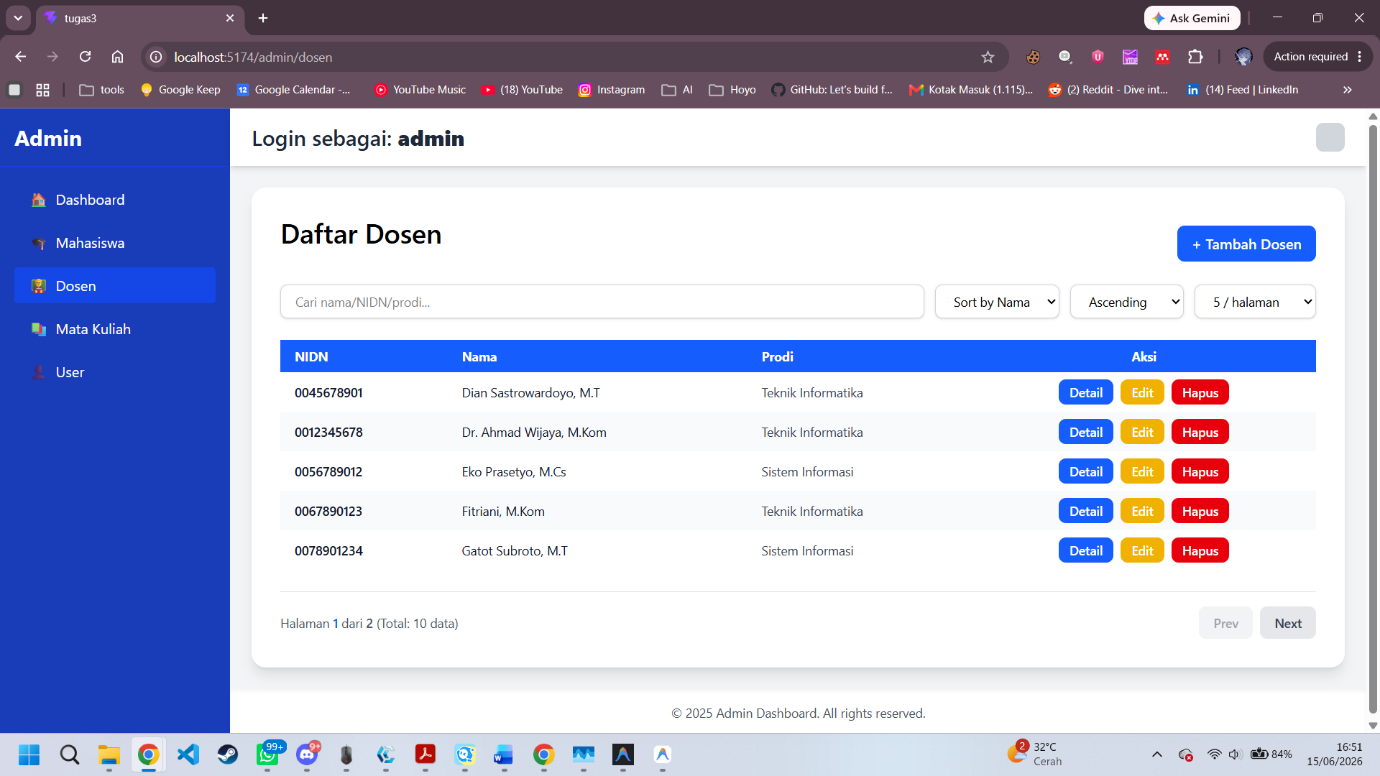 tugas3
Ask Gemini
localhost:5174/admin/dosen
Action required
tools
Google Keep
12
Google Calendar -...
YouTube Music
(18) YouTube
Instagram
AI
Hoyo
GitHub: Let's build f...
Kotak Masuk (1.115)...
(2) Reddit - Dive int...
(14) Feed | LinkedIn
Admin
Login sebagai: admin
Dashboard
Mahasiswa
Dosen
Mata Kuliah
User
Daftar Dosen
+ Tambah Dosen
Cari nama/NIDN/prodi...
Sort by Nama
Ascending
5 / halaman
NIDN Nama Prodi Aksi
0045678901 Dian Sastrowardoyo, M.T Teknik Informatika Detail Edit Hapus
0012345678 Dr. Ahmad Wijaya, M.Kom Teknik Informatika Detail Edit Hapus
0056789012 Eko Prasetyo, M.Cs Sistem Informasi Detail Edit Hapus
0067890123 Fitriani, M.Kom Teknik Informatika Detail Edit Hapus
0078901234 Gatot Subroto, M.T Sistem Informasi Detail Edit Hapus
Halaman 1 dari 2 (Total: 10 data)
Prev
Next
© 2025 Admin Dashboard. All rights reserved.
99+
9+
2
32°C
Cerah
84%
16:51
15/06/2026